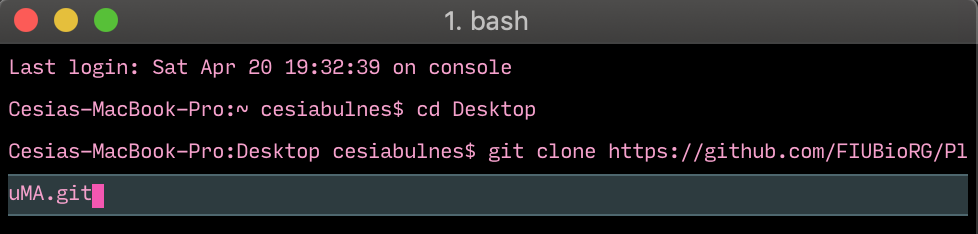 1. bash
Last login: Sat Apr 20 19:32:39 on console
Cesias-MacBook-Pro:~ cesiabulnes$ cd Desktop
Cesias-MacBook-Pro:Desktop cesiabulnes$ git clone https://github.com/FIUBioRG/Pl
uMA.git